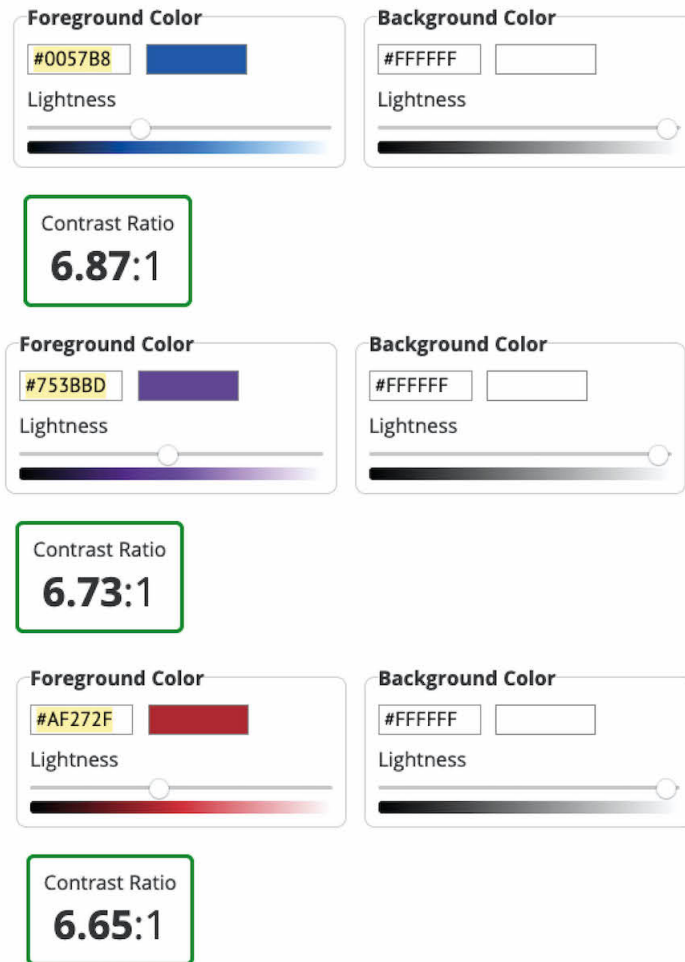 Foreground Color Background Color
#0057B8 #FFFFFF
Lightness Lightness
Contrast Ratio
6.87:1
Foreground Color Background Color
#753BBD #FFFFFF
Lightness Lightness
Contrast Ratio
6.73:1
Foreground Color Background Color
#AF272F #FFFFFF
Lightness Lightness
Contrast Ratio
6.65:1